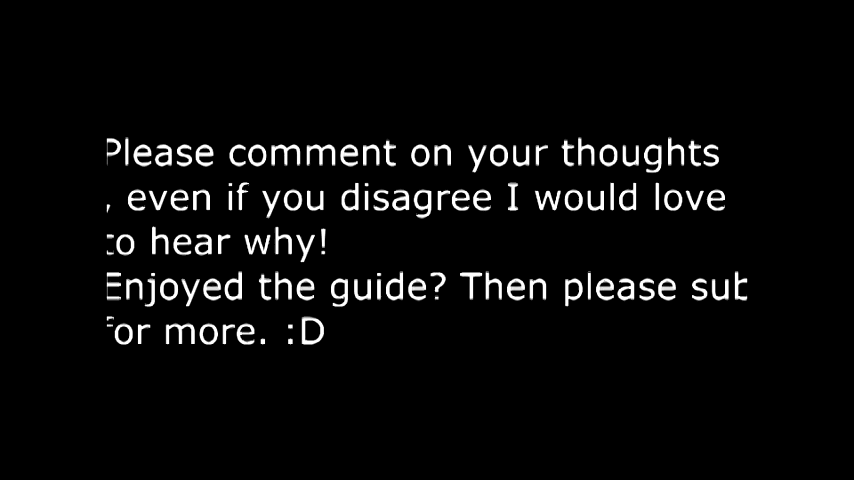 Please comment on your thoughts
, even if you disagree I would love
to hear why!
Enjoyed the guide? Then please sub
for more. :D